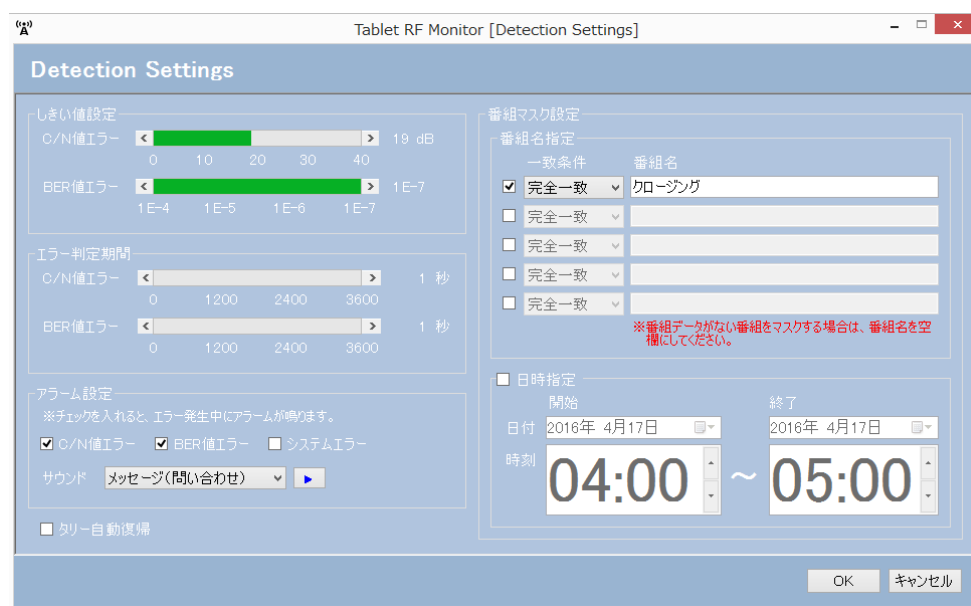 Tablet RF Monitor [Detection Settings]
Detection Settings
しきい値設定
C/N値エラー 19 dB
0 10 20 30 40
BER値エラー 1E-7
1E-4 1E-5 1E-6 1E-7
エラー判定期間
C/N値エラー 1 秒
0 1200 2400 3600
BER値エラー 1 秒
0 1200 2400 3600
アラーム設定
※チェックを入れると、エラー発生中にアラームが鳴ります。
C/N値エラー BER値エラー システムエラー
サウンド メッセージ(問い合わせ)
タリー自動復帰
番組マスク設定
番組名指定
一致条件 番組名
完全一致 クロージング
完全一致
完全一致
完全一致
完全一致
※番組データがない番組をマスクする場合は、番組名を空
欄にしてください。
日時指定
開始 終了
日付 2016年 4月17日 2016年 4月17日
時刻 04:00 ～ 05:00
OK キャンセル